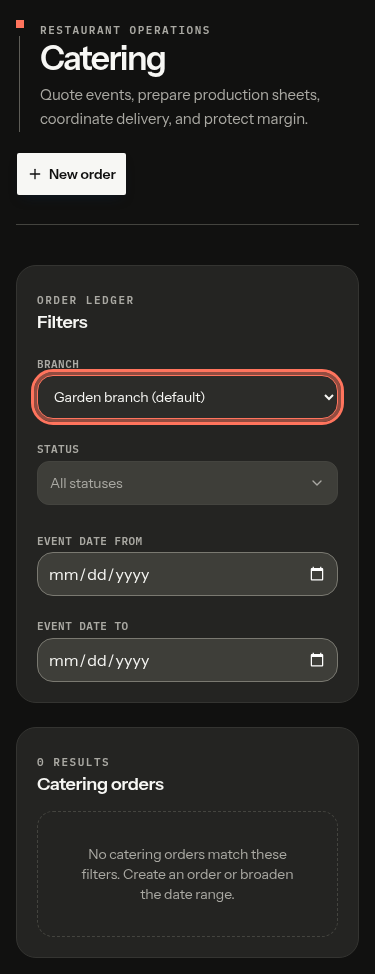 RESTAURANT OPERATIONS
Catering
Quote events, prepare production sheets,
coordinate delivery, and protect margin.
+ New order
ORDER LEDGER
Filters
BRANCH
Garden branch (default)
STATUS
All statuses
EVENT DATE FROM
mm/dd/yyyy
EVENT DATE TO
mm/dd/yyyy
0 RESULTS
Catering orders
No catering orders match these
filters. Create an order or broaden
the date range.